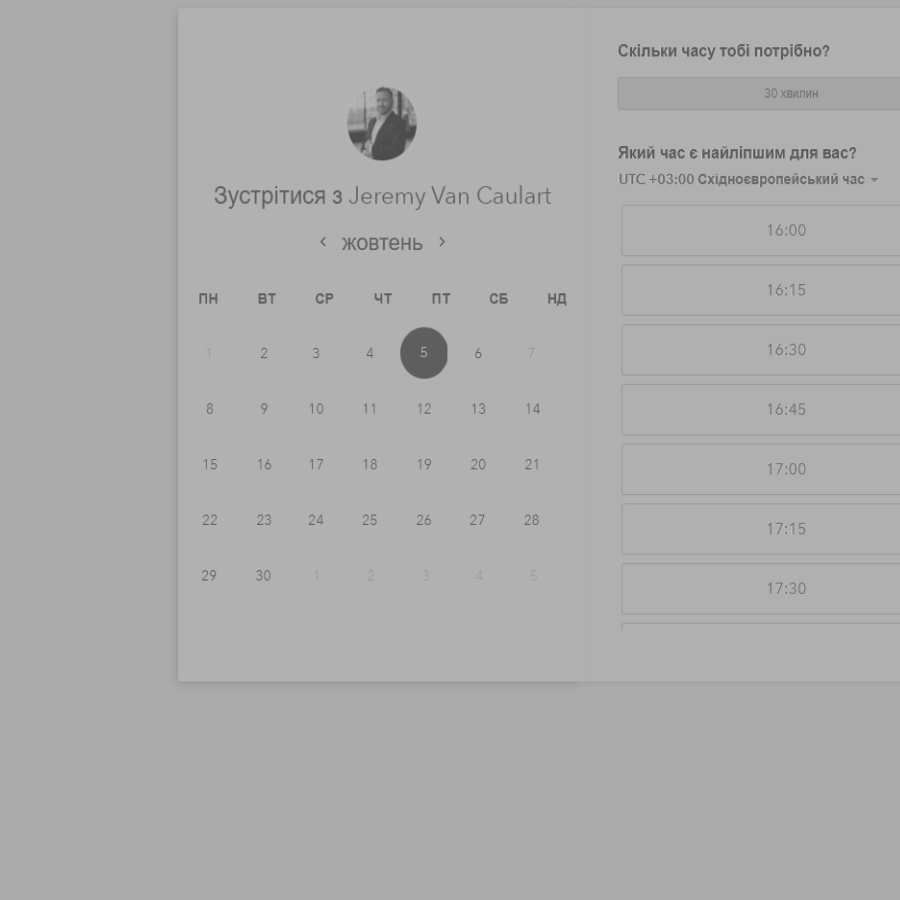 Зустрітися з Jeremy Van Caulart
‹ жовтень ›
ПН ВТ СР ЧТ ПТ СБ НД
1 2 3 4 5 6 7
8 9 10 11 12 13 14
15 16 17 18 19 20 21
22 23 24 25 26 27 28
29 30 1 2 3 4 5
Скільки часу тобі потрібно?
30 хвилин
Який час є найліпшим для вас?
UTC +03:00 Східноєвропейський час
16:00
16:15
16:30
16:45
17:00
17:15
17:30